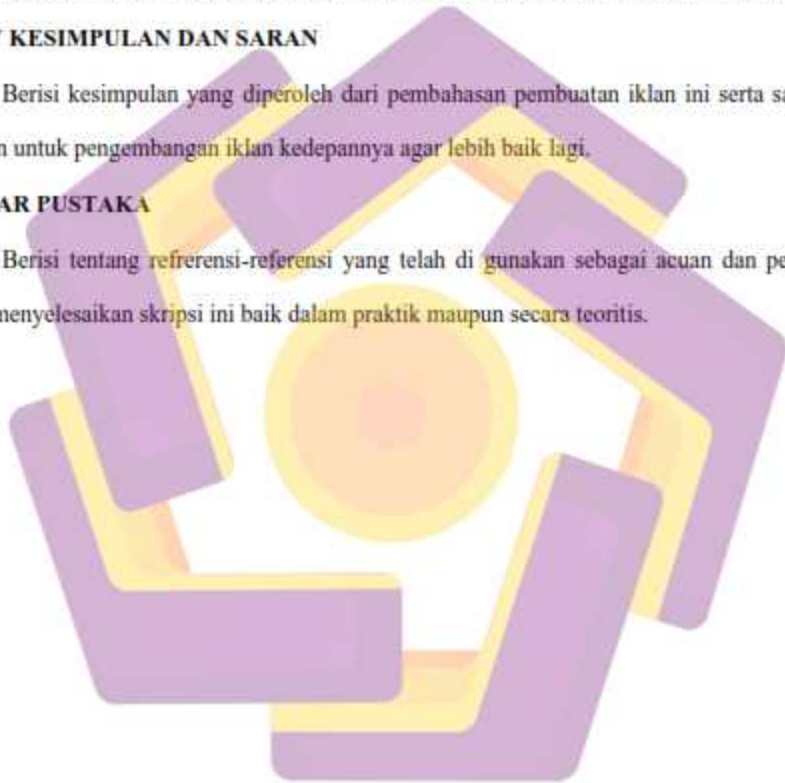 KESIMPULAN DAN SARAN
Berisi kesimpulan yang diperoleh dari pembahasan pembuatan iklan ini serta
untuk pengembangan iklan kedepannya agar lebih baik lagi.
AR PUSTAKA
Berisi tentang refrerensi-referensi yang telah di gunakan sebagai acuan dan pe
menyelesaikan skripsi ini baik dalam praktik maupun secara teoritis.